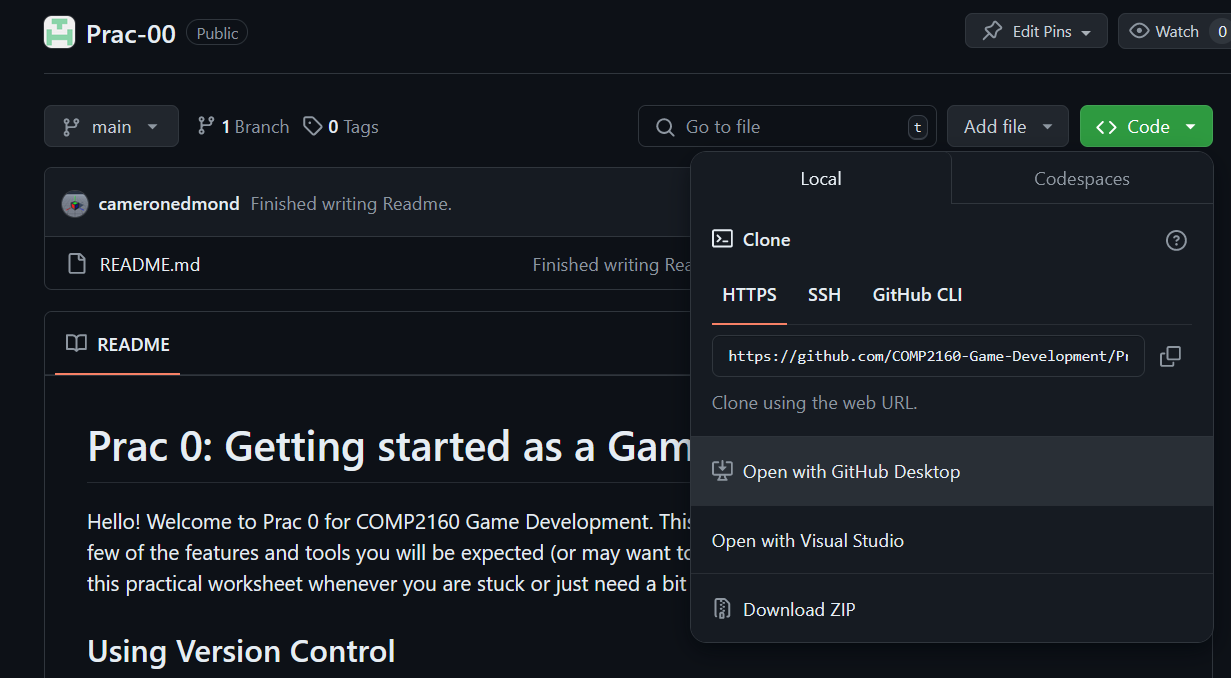 Prac-00 Public Edit Pins Watch 0
main 1 Branch 0 Tags Go to file t Add file Code
Local Codespaces
cameronedmond Finished writing Readme.
Clone
README.md Finished writing
HTTPS SSH GitHub CLI
README
https://github.com/COMP2160-Game-Development/
Clone using the web URL.
Prac 0: Getting started as a
Open with GitHub Desktop
Hello! Welcome to Prac 0 for COMP2160 Game Development.
few of the features and tools you will be expected (or may want
Open with Visual Studio
this practical worksheet whenever you are stuck or just need a bit
Download ZIP
Using Version Control